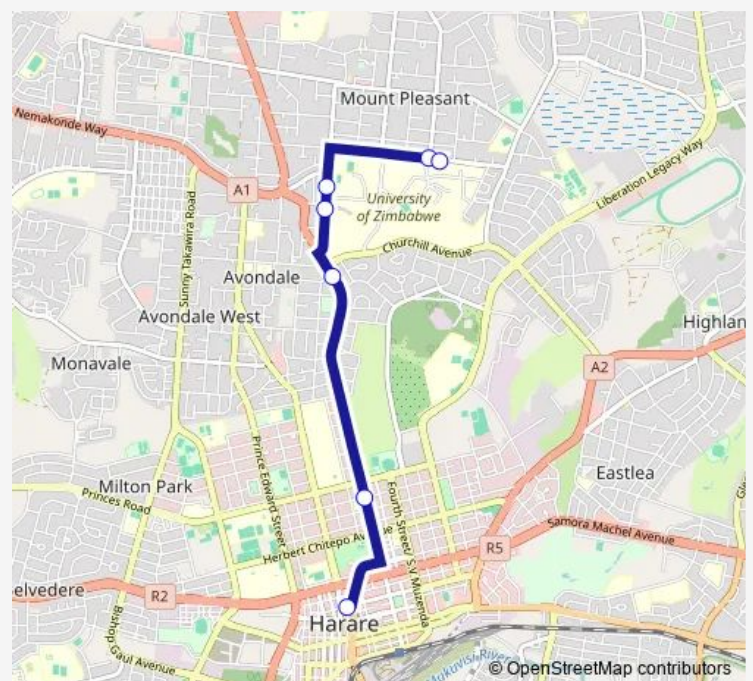 Mount Pleasant
Nemakonde Way
Liberation Legacy Way
A1
University
of Zimbabwe
Sunny Takawira Road
Churchill Avenue
Avondale
Avondale West
Highlan
Monavale
A2
Prince Edward Street
Fourth Street/ S.V Muzenda
Eastlea
Milton Park
Princes Road
Samora Machel Avenue
Herbert Chitepo Av
e
R5
elvedere
R2
Harare
Bishop
Gaul Avenue
Mukuvisi River
© OpenStreetMap contributors